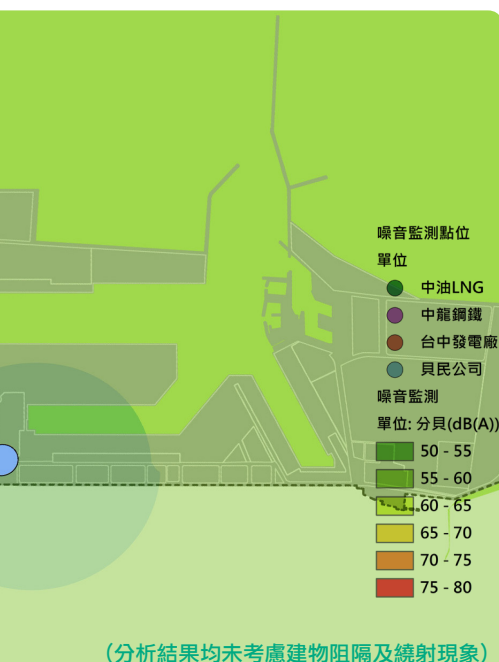 噪音監測點位
單位
中油LNG
中龍鋼鐵
台中發電廠
貝民公司
噪音監測
單位: 分貝(dB(A))
50 - 55
55 - 60
60 - 65
65 - 70
70 - 75
75 - 80
(分析結果均未考慮建物阻隔及繞射現象)